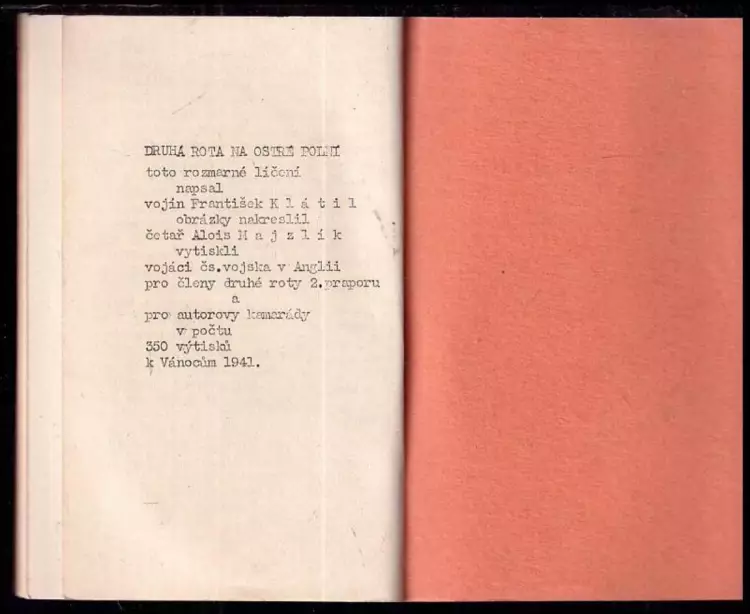 DRUHÁ ROTA NA OSTRÉ POLNÍ
toto rozmarné líčení
napsal
vojín František K l á t i l
obrázky nakreslil
četař Alois M a j z l í k
vytiskli
vojáci čs.vojska v Anglii
pro členy druhé roty 2.praporu
a
pro autorovy kamarády
v počtu
350 výtisků
k Vánocům 1941.